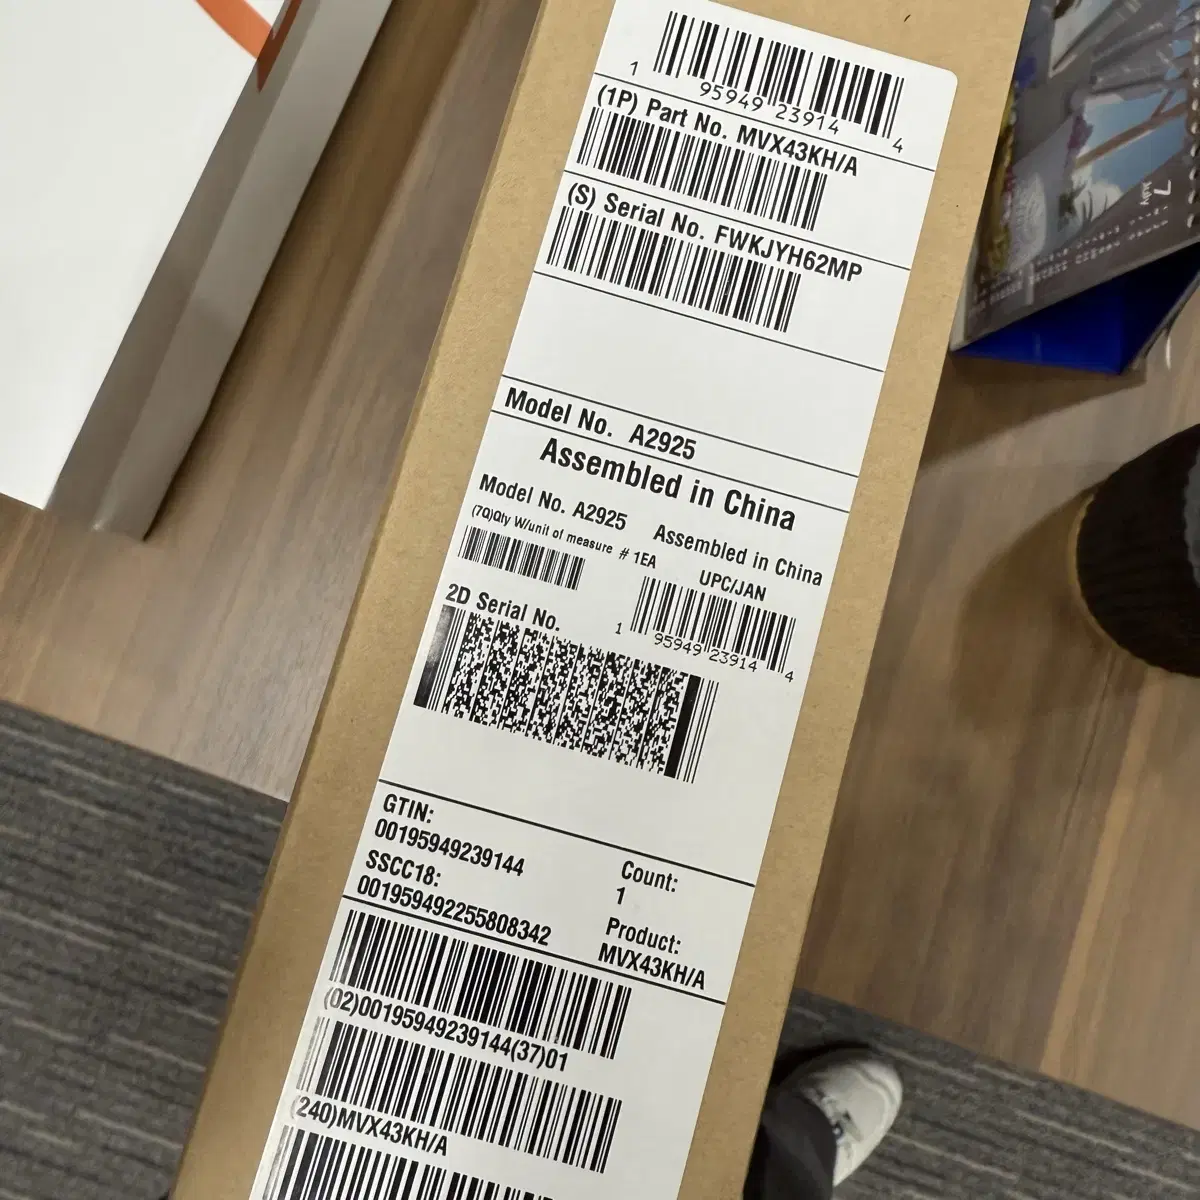 1 95949 23914 4
(1P) Part No. MVX43KH/A
(S) Serial No. FWKJYH62MP
Model No. A2925
Assembled in China
Model No. A2925 Assembled in China
(7Q)Qty W/unit of measure # 1EA
UPC/JAN
1 95949 23914 4
2D Serial No.
GTIN:
00195949239144
SSCC18:
001959492255808342
Count:
1
Product:
MVX43KH/A
(02)00195949239144(37)01
(240)MVX43KH/A
7
July